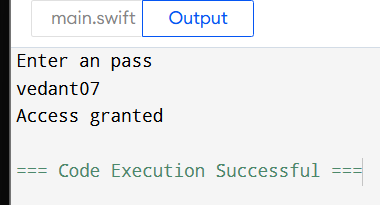 main.swift Output
Enter an pass
vedant07
Access granted
=== Code Execution Successful ===